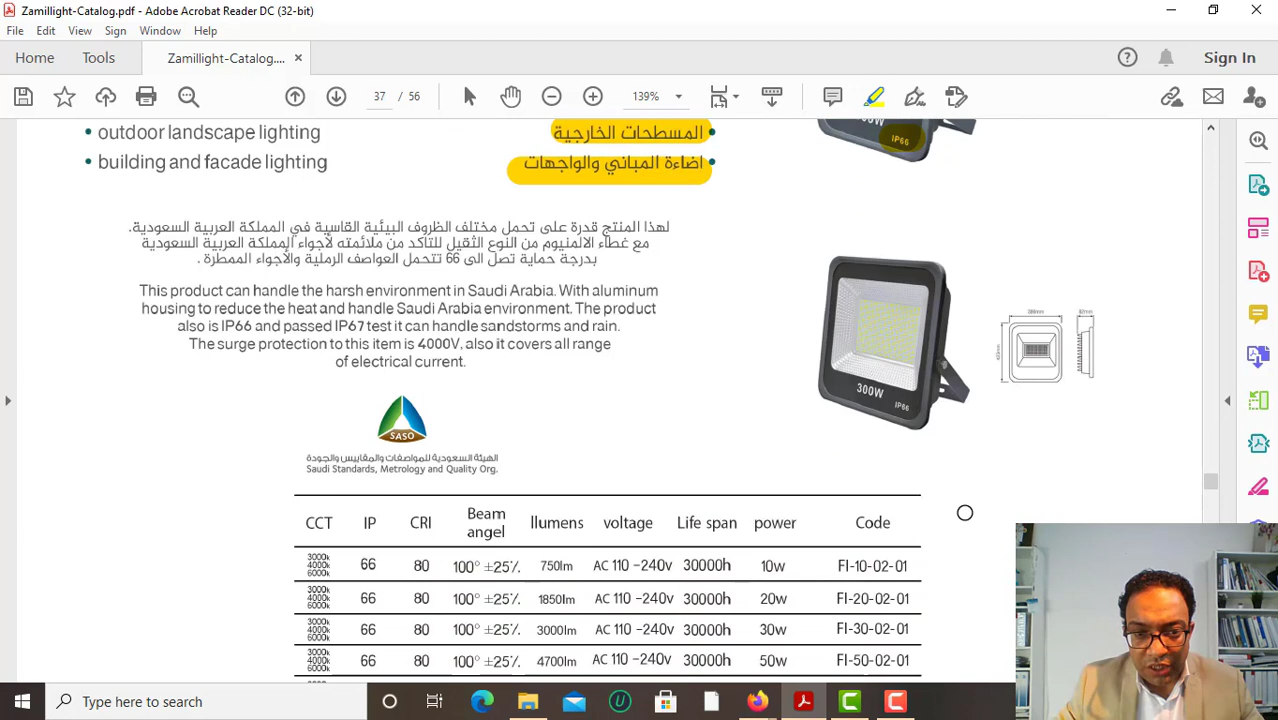 Zamillight-Catalog.pdf - Adobe Acrobat Reader DC (32-bit)
File Edit View Sign Window Help
Home Tools Zamillight-Catalog.... × Sign In
37 / 56 139%
• outdoor landscape lighting
• building and facade lighting
المسطحات الخارجية •
اضاءة المباني والواجهات •
IP66
لهذا المنتج قدرة على تحمل مختلف الظروف البيئية القاسية في المملكة العربية السعودية.
مع غطاء الالمنيوم من النوع الثقيل للتاكد من ملائمته لأجواء المملكة العربية السعودية
بدرجة حماية تصل الى 66 تتحمل العواصف الرملية والأجواء الممطرة .
This product can handle the harsh environment in Saudi Arabia. With aluminum
housing to reduce the heat and handle Saudi Arabia environment. The product
also is IP66 and passed IP67 test it can handle sandstorms and rain.
The surge protection to this item is 4000V, also it covers all range
of electrical current.
300W
IP66
SASO
الهيئة السعودية للمواصفات والمقاييس والجودة
Saudi Standards, Metrology and Quality Org.
CCT IP CRI Beam angel llumens voltage Life span power Code
3000k 4000k 6000k 66 80 100° ±25٪ 750lm AC 110 -240v 30000h 10w FI-10-02-01
3000k 4000k 6000k 66 80 100° ±25٪ 1850lm AC 110 -240v 30000h 20w FI-20-02-01
3000k 4000k 6000k 66 80 100° ±25٪ 3000lm AC 110 -240v 30000h 30w FI-30-02-01
3000k 4000k 6000k 66 80 100° ±25٪ 4700lm AC 110 -240v 30000h 50w FI-50-02-01
Type here to search